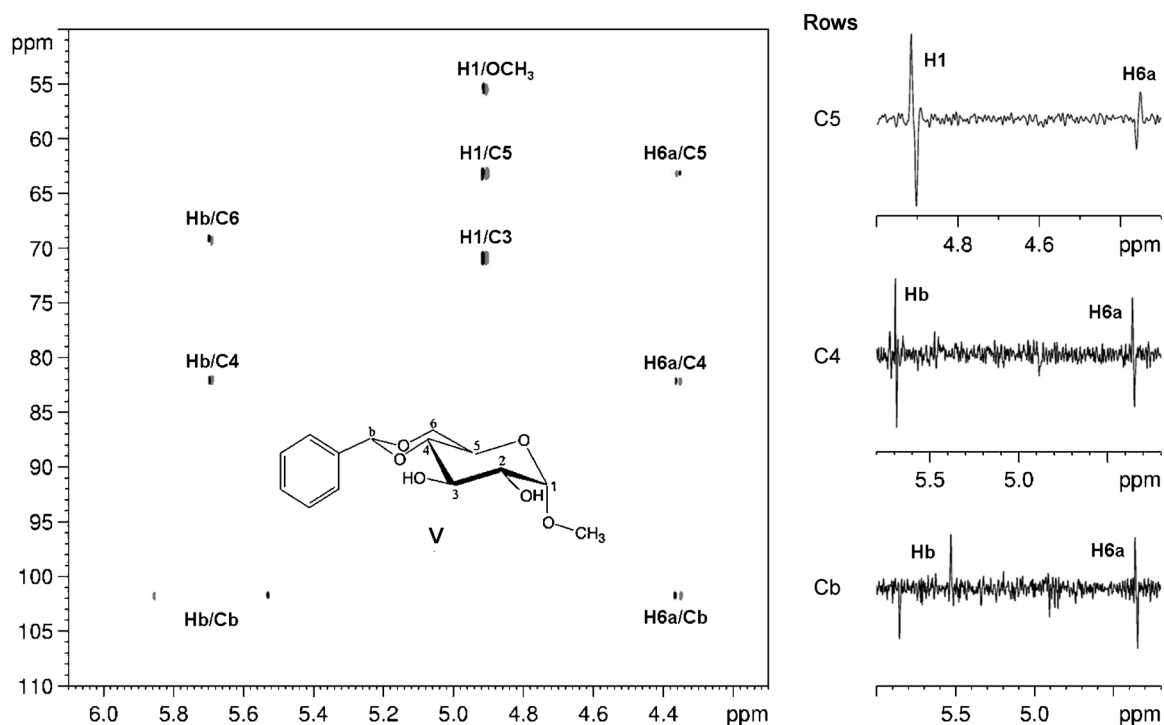 ppm
55
60
65
70
75
80
85
90
95
100
105
110
H1/OCH3
H1/C5
H6a/C5
Hb/C6
H1/C3
Hb/C4
H6a/C4
b
O
O
6
4
5
O
2
HO
3
OH
1
O
CH3
V
Hb/Cb
H6a/Cb
6.0 5.8 5.6 5.4 5.2 5.0 4.8 4.6 4.4 ppm
Rows
C5
H1
H6a
4.8 4.6 ppm
C4
Hb
H6a
5.5 5.0 ppm
Cb
Hb
H6a
5.5 5.0 ppm